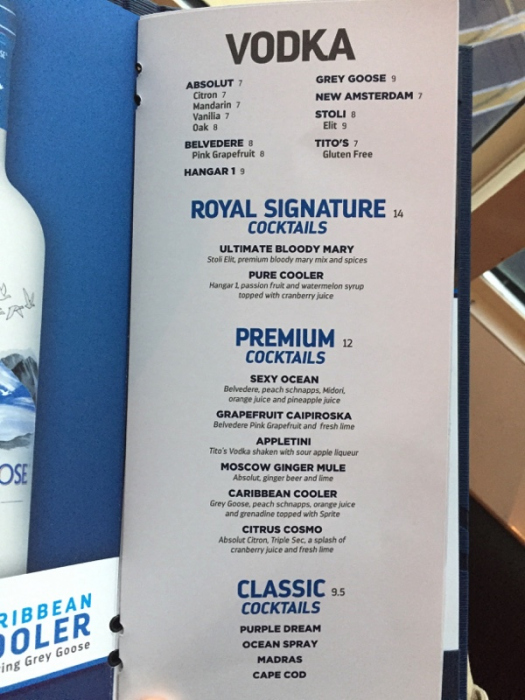 VODKA
ABSOLUT 7
Citron 7
Mandarin 7
Vanilia 7
Oak 8
BELVEDERE 8
Pink Grapefruit 8
HANGAR 1 9
GREY GOOSE 9
NEW AMSTERDAM 7
STOLI 8
Elit 9
TITO'S 7
Gluten Free
ROYAL SIGNATURE 14
COCKTAILS
ULTIMATE BLOODY MARY
Stoli Elit, premium bloody mary mix and spices
PURE COOLER
Hangar 1, passion fruit and watermelon syrup
topped with cranberry juice
PREMIUM 12
COCKTAILS
SEXY OCEAN
Belvedere, peach schnapps, Midori,
orange juice and pineapple juice
GRAPEFRUIT CAIPIROSKA
Belvedere Pink Grapefruit and fresh lime
APPLETINI
Tito's Vodka shaken with sour apple liqueur
MOSCOW GINGER MULE
Absolut, ginger beer and lime
CARIBBEAN COOLER
Grey Goose, peach schnapps, orange juice
and grenadine topped with Sprite
CITRUS COSMO
Absolut Citron, Triple Sec, a splash of
cranberry juice and fresh lime
CLASSIC 9.5
COCKTAILS
PURPLE DREAM
OCEAN SPRAY
MADRAS
CAPE COD
OSE
RIBBEAN
OOLER
ing Grey Goose